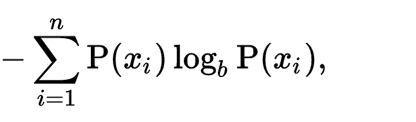 −∑_{i=1}^{n} P(x_i) log_b P(x_i),